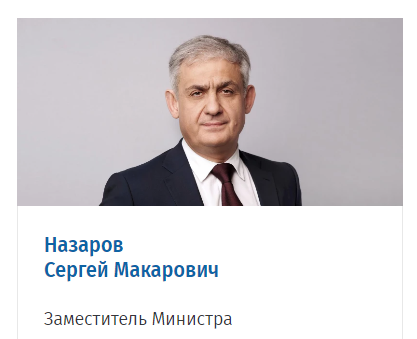 Назаров
Сергей Макарович
Заместитель Министра